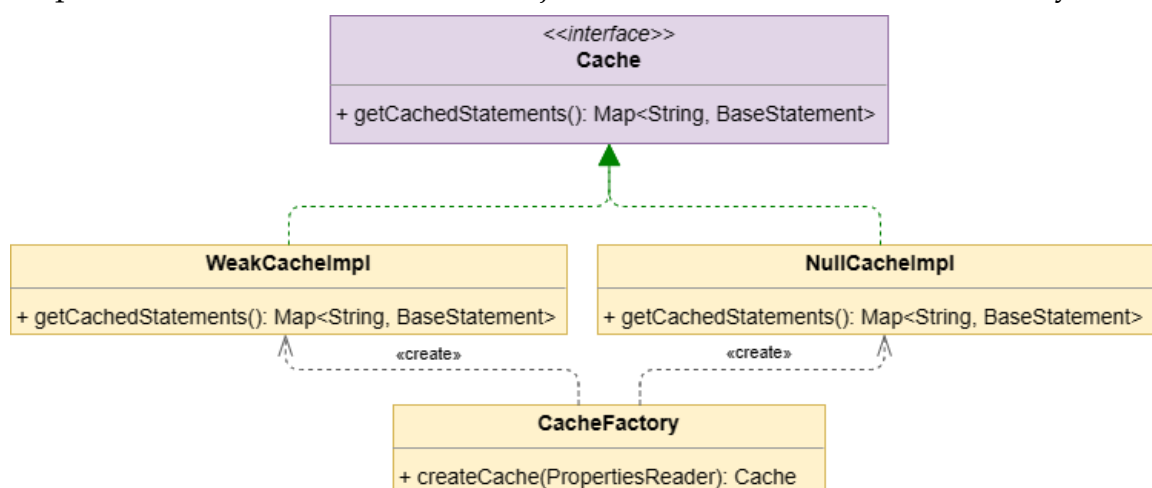 <<interface>>
Cache
+ getCachedStatements(): Map<String, BaseStatement>
WeakCacheImpl
+ getCachedStatements(): Map<String, BaseStatement>
NullCacheImpl
+ getCachedStatements(): Map<String, BaseStatement>
«create»
«create»
CacheFactory
+ createCache(PropertiesReader): Cache